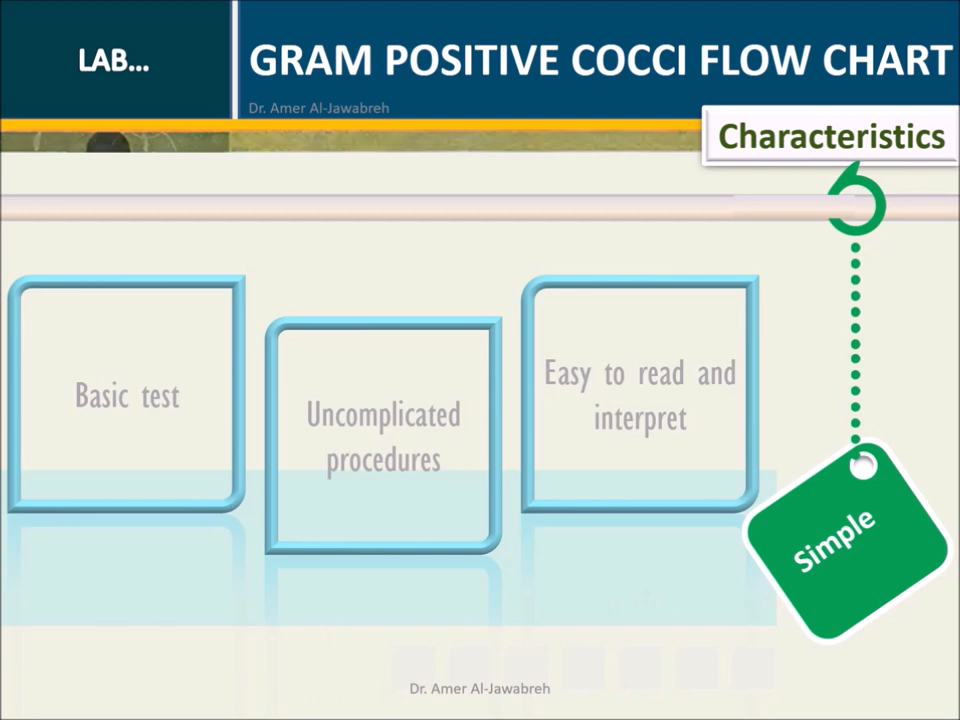 LAB...
GRAM POSITIVE COCCI FLOW CHART
Dr. Amer Al-Jawabreh
Characteristics
Basic test
Uncomplicated
procedures
Easy to read and
interpret
Simple
Dr. Amer Al-Jawabreh